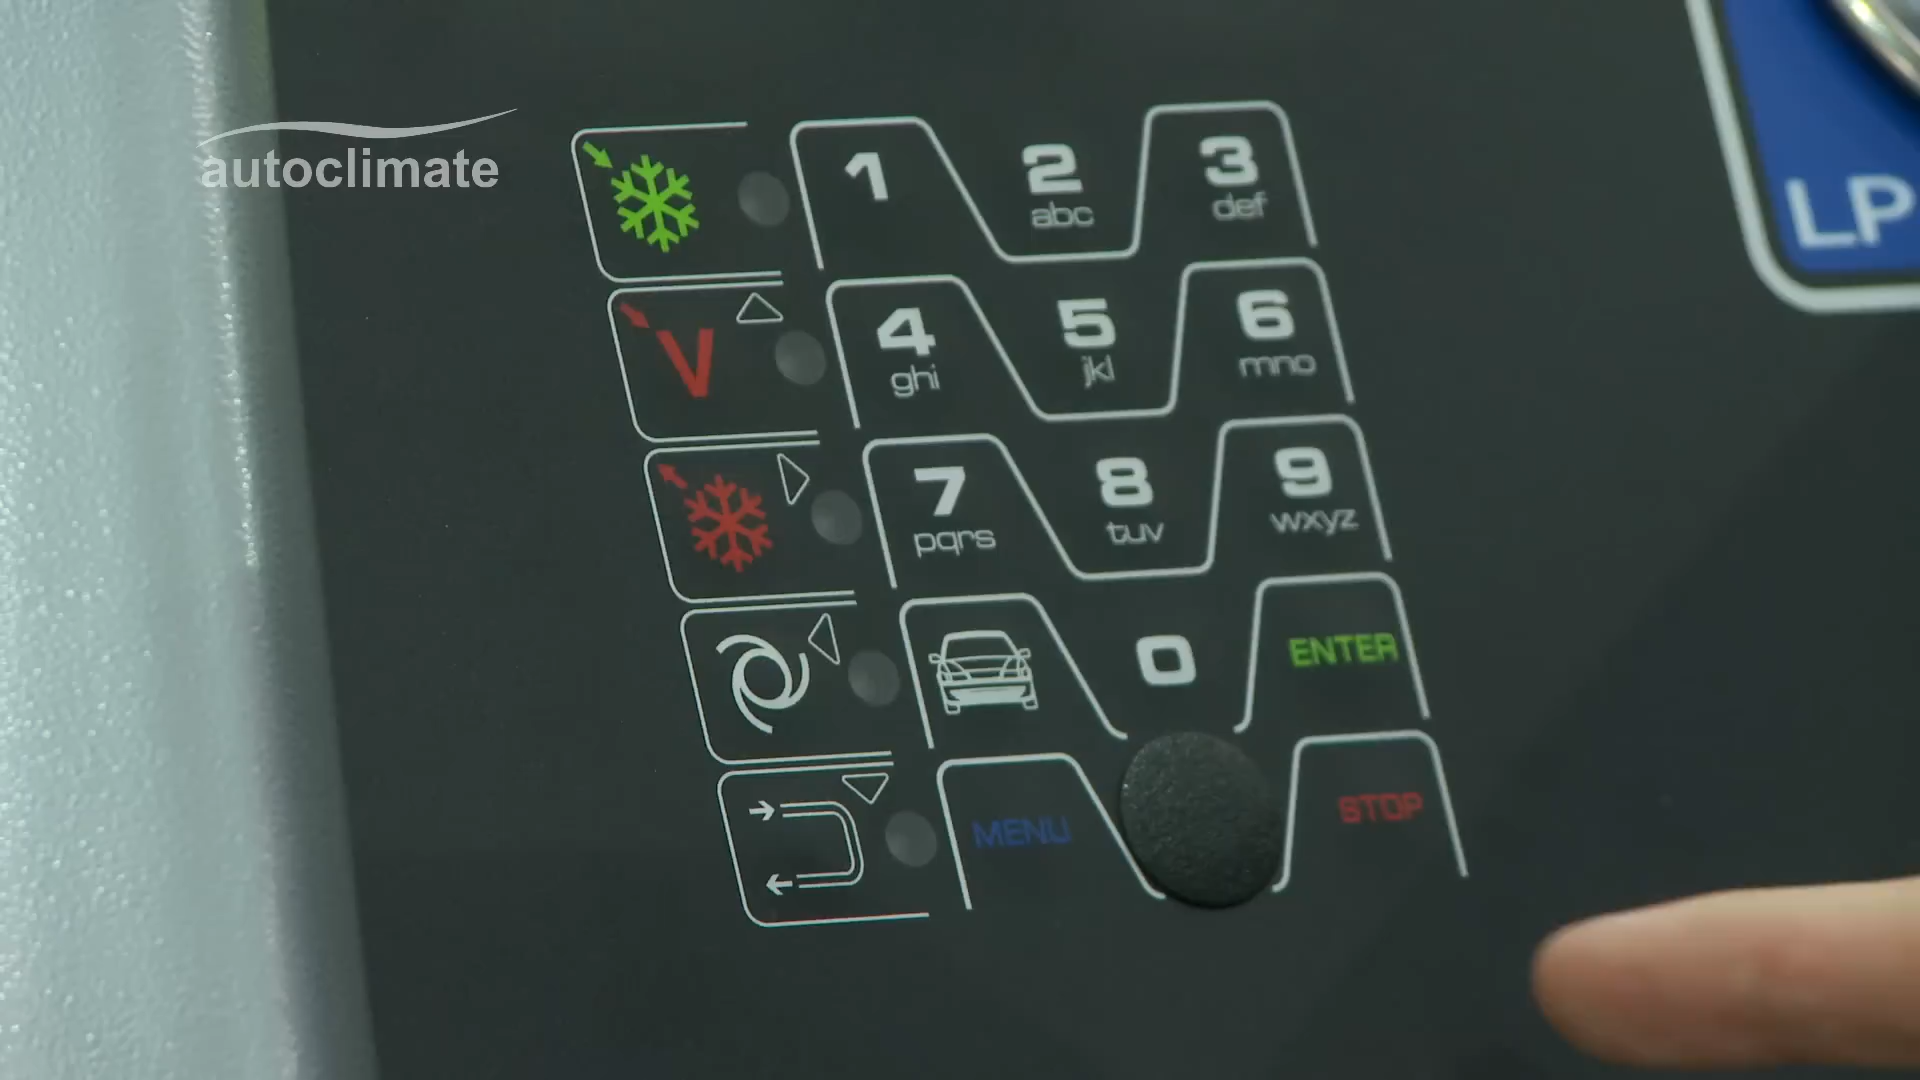 autoclimate
1
2
abc
3
def
V
4
ghi
5
jkl
6
mno
7
pqrs
8
tuv
9
wxyz
0
ENTER
MENU
STOP
LP